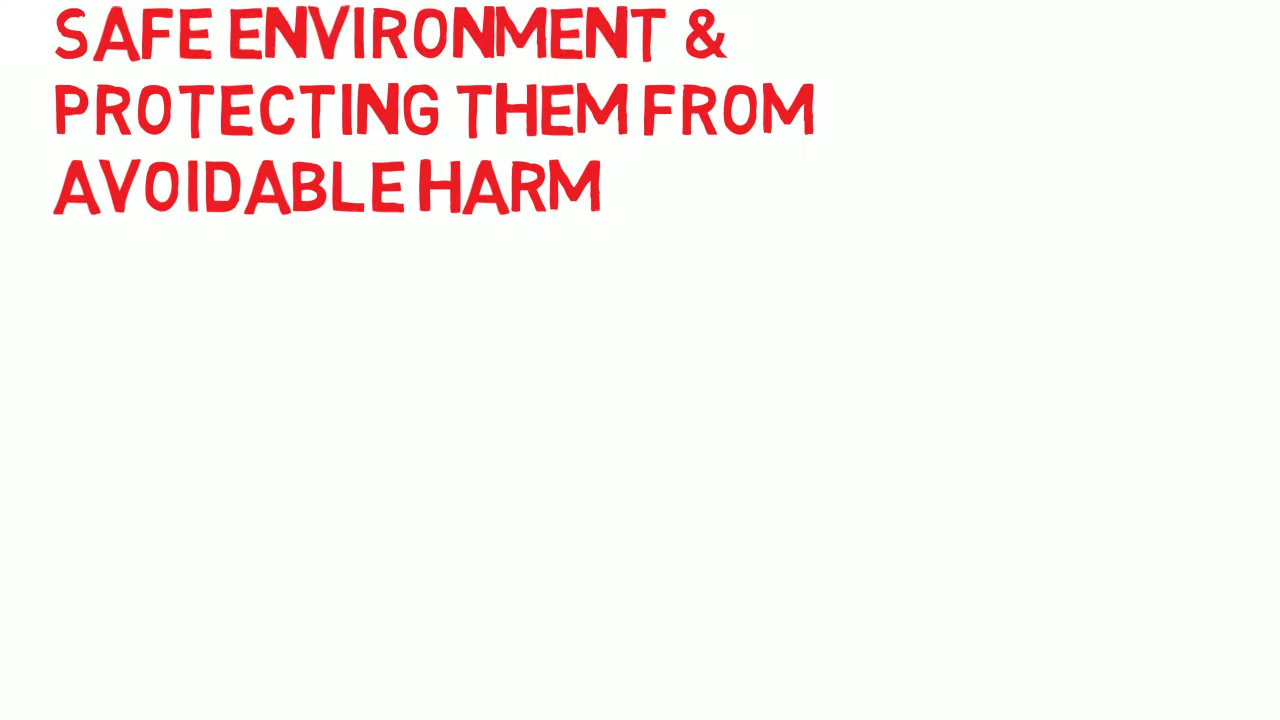 SAFE ENVIRONMENT &
PROTECTING THEM FROM
AVOIDABLE HARM